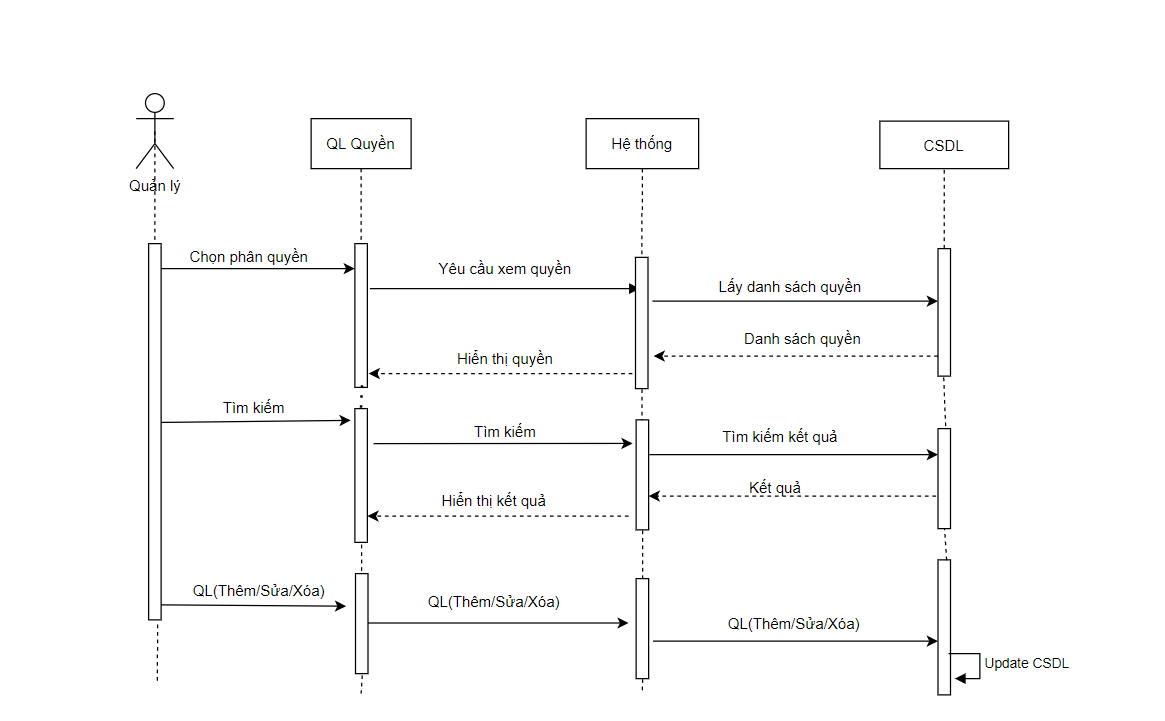 QL Quyền
Hệ thống
CSDL
Quản lý
Chọn phân quyền
Yêu cầu xem quyền
Lấy danh sách quyền
Danh sách quyền
Hiển thị quyền
Tìm kiếm
Tìm kiếm
Tìm kiếm kết quả
Kết quả
Hiển thị kết quả
QL(Thêm/Sửa/Xóa)
QL(Thêm/Sửa/Xóa)
QL(Thêm/Sửa/Xóa)
Update CSDL